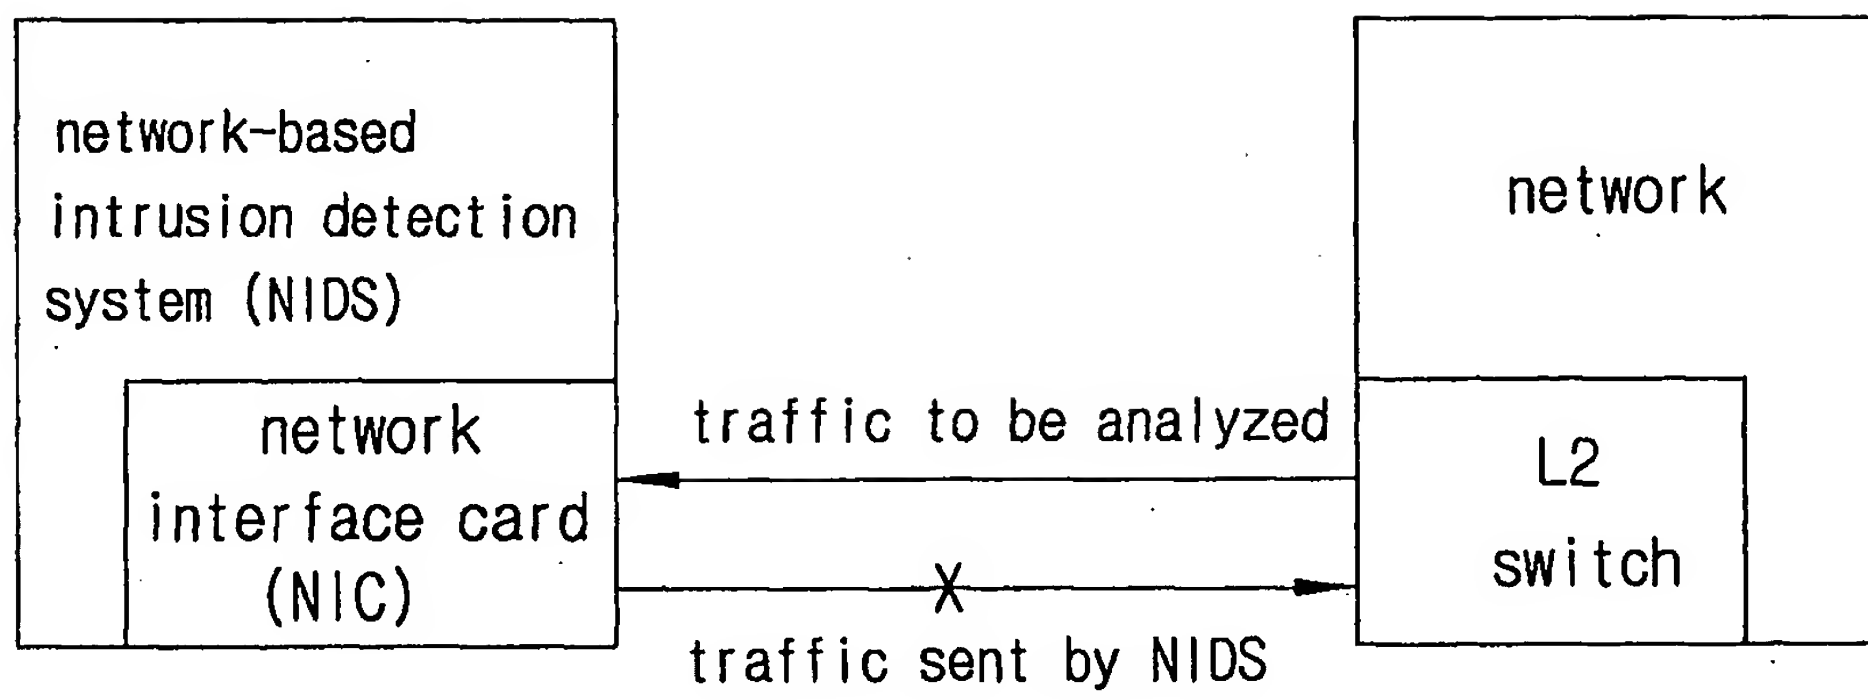 network-based
intrusion detection
system (NIDS)
network
interface card
(NIC)
traffic to be analyzed
X
traffic sent by NIDS
network
L2
switch